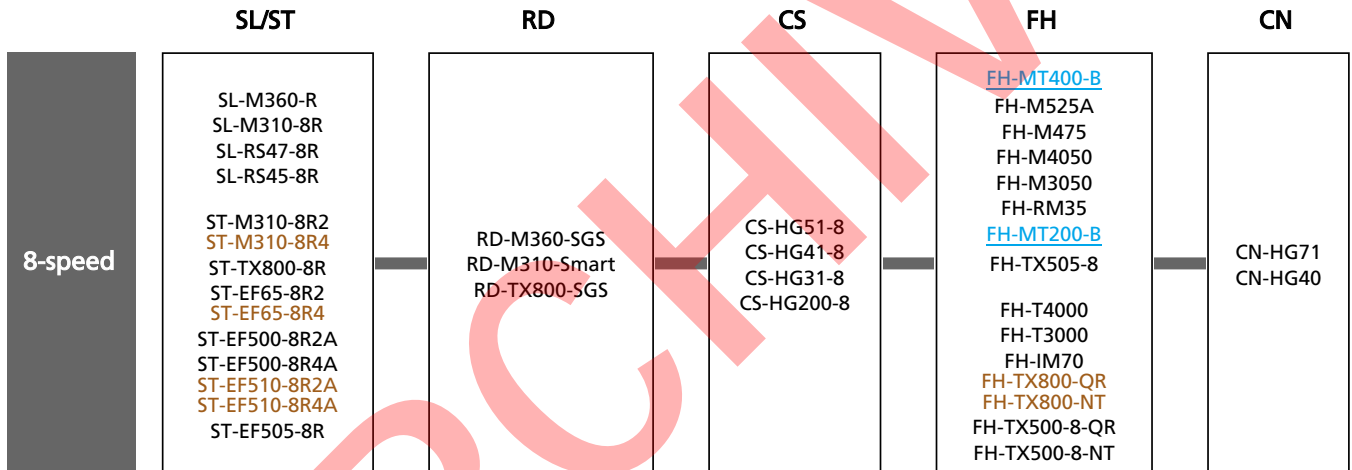 SL/ST
RD
CS
FH
CN
8-speed
SL-M360-R
SL-M310-8R
SL-RS47-8R
SL-RS45-8R
ST-M310-8R2
ST-M310-8R4
ST-TX800-8R
ST-EF65-8R2
ST-EF65-8R4
ST-EF500-8R2A
ST-EF500-8R4A
ST-EF510-8R2A
ST-EF510-8R4A
ST-EF505-8R
RD-M360-SGS
RD-M310-Smart
RD-TX800-SGS
CS-HG51-8
CS-HG41-8
CS-HG31-8
CS-HG200-8
FH-MT400-B
FH-M525A
FH-M475
FH-M4050
FH-M3050
FH-RM35
FH-MT200-B
FH-TX505-8
FH-T4000
FH-T3000
FH-IM70
FH-TX800-QR
FH-TX800-NT
FH-TX500-8-QR
FH-TX500-8-NT
CN-HG71
CN-HG40
RCHIV